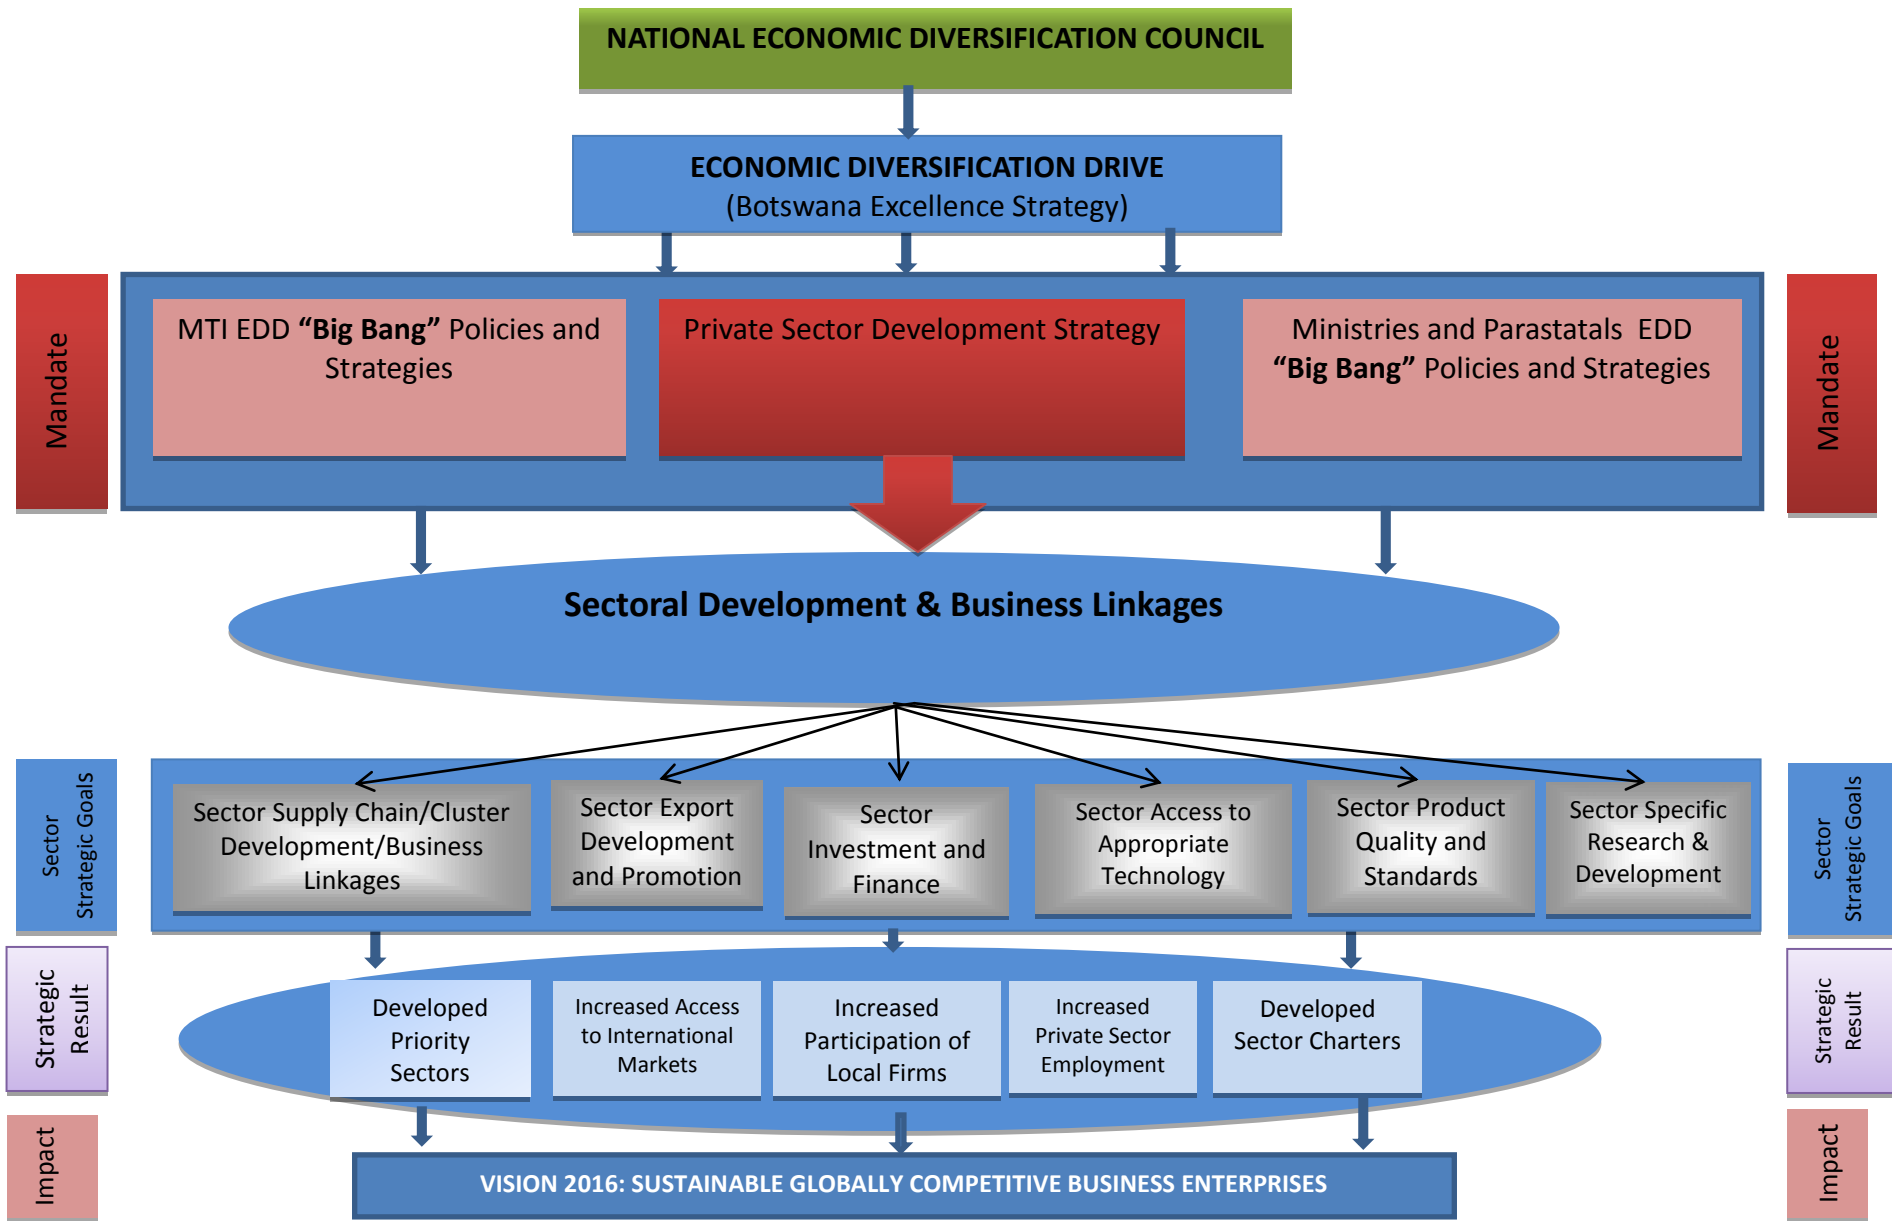 NATIONAL ECONOMIC DIVERSIFICATION COUNCIL
ECONOMIC DIVERSIFICATION DRIVE
(Botswana Excellence Strategy)
Mandate
MTI EDD “Big Bang” Policies and
Strategies
Private Sector Development Strategy
Ministries and Parastatals EDD
“Big Bang” Policies and Strategies
Mandate
Sectoral Development & Business Linkages
Sector
Strategic Goals
Sector Supply Chain/Cluster
Development/Business
Linkages
Sector Export
Development
and Promotion
Sector
Investment and
Finance
Sector Access to
Appropriate
Technology
Sector Product
Quality and
Standards
Sector Specific
Research &
Development
Sector
Strategic Goals
Strategic
Result
Developed
Priority
Sectors
Increased Access
to International
Markets
Increased
Participation of
Local Firms
Increased
Private Sector
Employment
Developed
Sector Charters
Strategic
Result
Impact
VISION 2016: SUSTAINABLE GLOBALLY COMPETITIVE BUSINESS ENTERPRISES
Impact